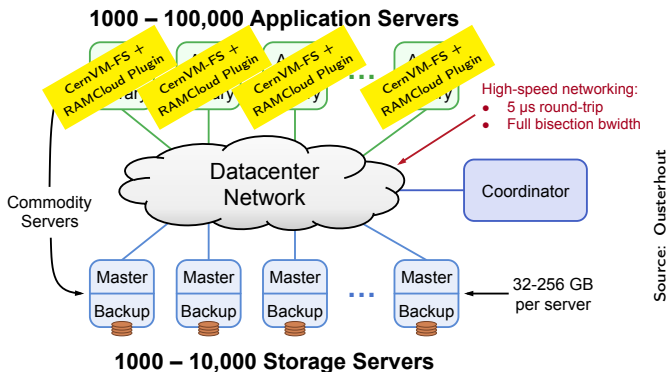 1000 – 100,000 Application Servers
CernVM-FS +
RAMCloud Plugin
CernVM-FS +
RAMCloud Plugin
CernVM-FS +
RAMCloud Plugin
CernVM-FS +
RAMCloud Plugin
...
High-speed networking:
• 5 µs round-trip
• Full bisection bwidth
Datacenter
Network
Coordinator
Commodity
Servers
Master
Backup
Master
Backup
Master
Backup
...
Master
Backup
32-256 GB
per server
1000 – 10,000 Storage Servers
Source: Ousterhout